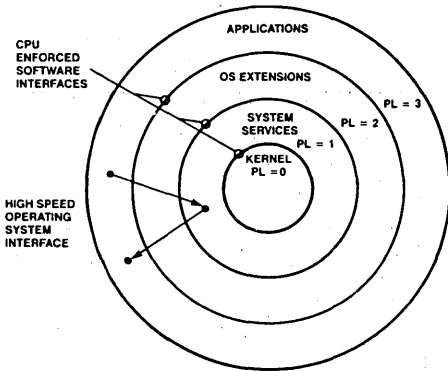 APPLICATIONS
CPU
ENFORCED
SOFTWARE
INTERFACES
OS EXTENSIONS
PL = 3
SYSTEM
SERVICES
PL = 2
PL = 1
KERNEL
PL = 0
HIGH SPEED
OPERATING
SYSTEM
INTERFACE